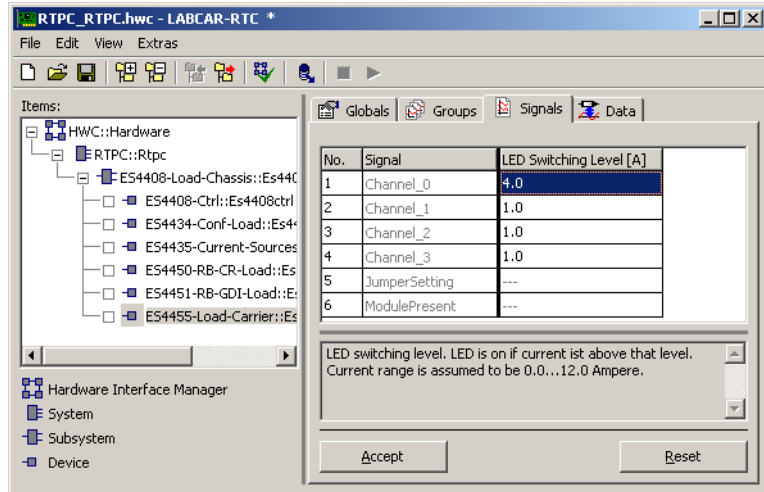 RTPC_RTPC.hwc - LABCAR-RTC *
File Edit View Extras
Items:
HWC::Hardware
RTPC::Rtpc
ES4408-Load-Chassis::Es440
ES4408-Ctrl::Es4408ctrl
ES4434-Conf-Load::Es4
ES4435-Current-Sources
ES4450-RB-CR-Load::Es
ES4451-RB-GDI-Load::E
ES4455-Load-Carrier::Es
Hardware Interface Manager
System
Subsystem
Device
Globals Groups Signals Data
No. Signal LED Switching Level [A]
1 Channel_0 4.0
2 Channel_1 1.0
3 Channel_2 1.0
4 Channel_3 1.0
5 JumperSetting ---
6 ModulePresent ---
LED switching level. LED is on if current ist above that level.
Current range is assumed to be 0.0...12.0 Ampere.
Accept Reset